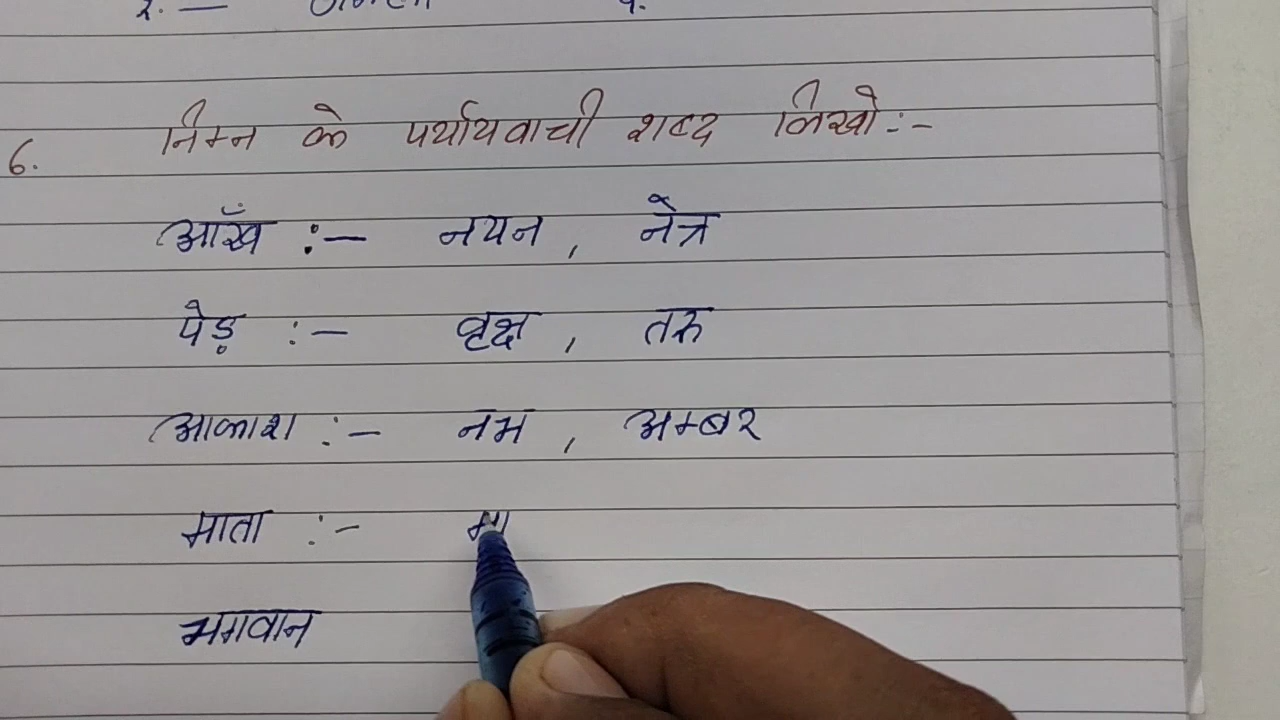 6. निम्न के पर्यायवाची शब्द लिखो:-
आँख :- नयन , नेत्र
पेड़ :- वृक्ष , तरु
आकाश :- नभ , अम्बर
माता :- मा
भगवान